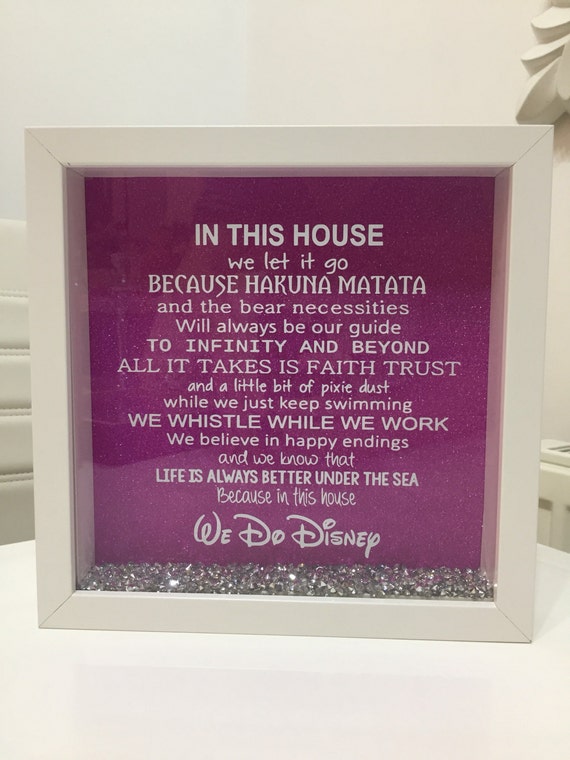 IN THIS HOUSE
we let it go
BECAUSE HAKUNA MATATA
and the bear necessities
Will always be our guide
TO INFINITY AND BEYOND
ALL IT TAKES IS FAITH TRUST
and a little bit of pixie dust
while we just keep swimming
WE WHISTLE WHILE WE WORK
We believe in happy endings
and we know that
LIFE IS ALWAYS BETTER UNDER THE SEA
Because in this house
We Do Disney